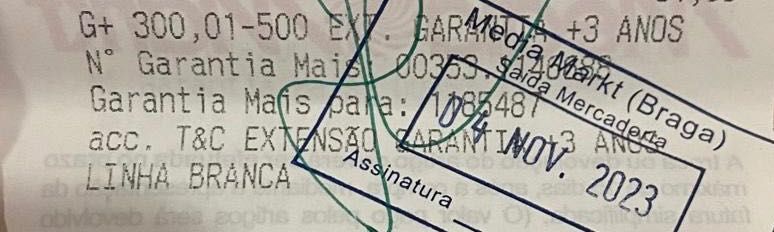 G+ 300,01-500 EXT. GARANTIA +3 ANOS
N° Garantia Mais:
Garantia Mais para: 1185487
acc. T&C EXTENSÃO GARANTIA +3 ANOS
LINHA BRANCA
Media Markt (Braga)
Saída Mercadoria
04 NOV. 2023
Assinatura